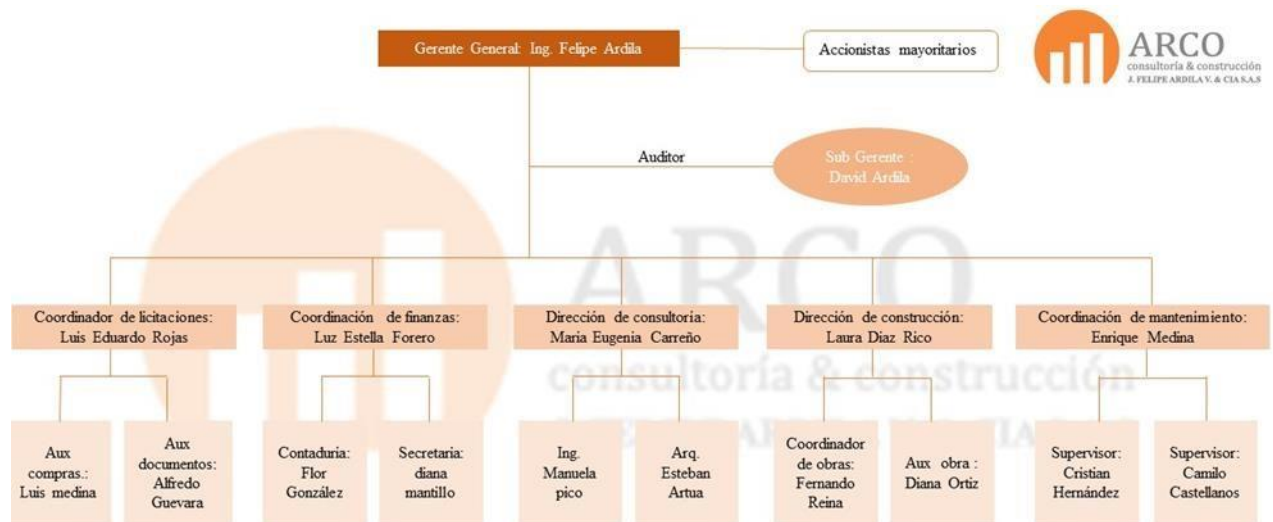 Gerente General: Ing. Felipe Ardila
Accionistas mayoritarios
ARCO
consultoría & construcción
J. FELIPE ARDILA V. & CIA S.A.S
Auditor
Sub Gerente :
David Ardila
ARCO
consultoría & construcción
Coordinador de licitaciones:
Luis Eduardo Rojas
Coordinación de finanzas:
Luz Estella Forero
Dirección de consultoría:
Maria Eugenia Carreño
Dirección de construcción:
Laura Diaz Rico
Coordinación de mantenimiento:
Enrique Medina
Aux
compras.:
Luis medina
Aux
documentos:
Alfredo
Guevara
Contaduria:
Flor
González
Secretaria:
diana
mantillo
Ing.
Manuela
pico
Arq.
Esteban
Artua
Coordinador
de obras:
Fernando
Reina
Aux obra :
Diana Ortiz
Supervisor:
Cristian
Hernández
Supervisor:
Camilo
Castellanos